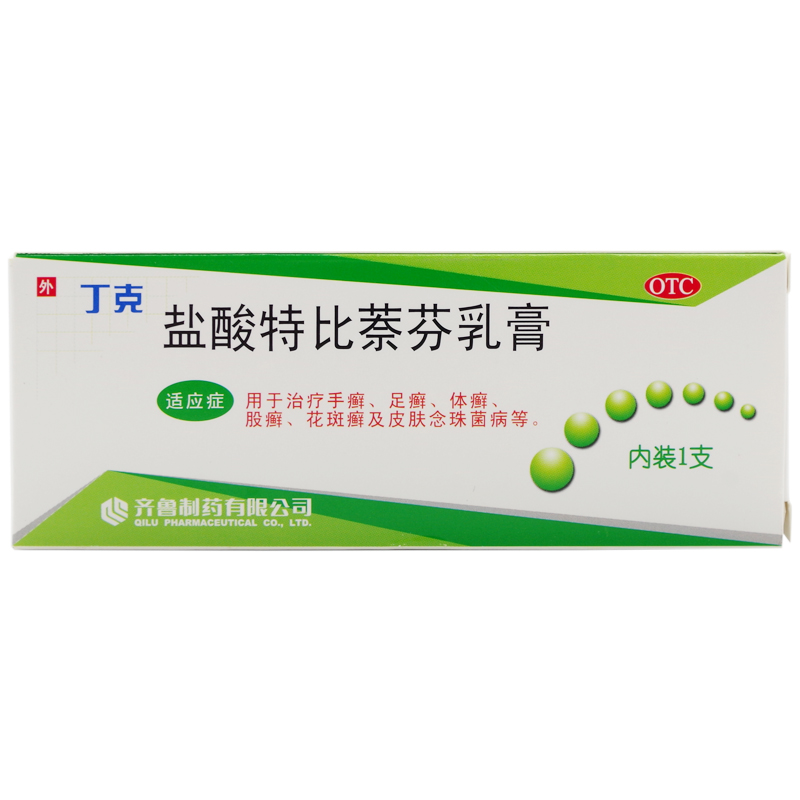 外
丁克
OTC
盐酸特比萘芬乳膏
适应症
用于治疗手癣、足癣、体癣、
股癣、花斑癣及皮肤念珠菌病等。
内装1支
齐鲁制药有限公司
QILU PHARMACEUTICAL CO., LTD.